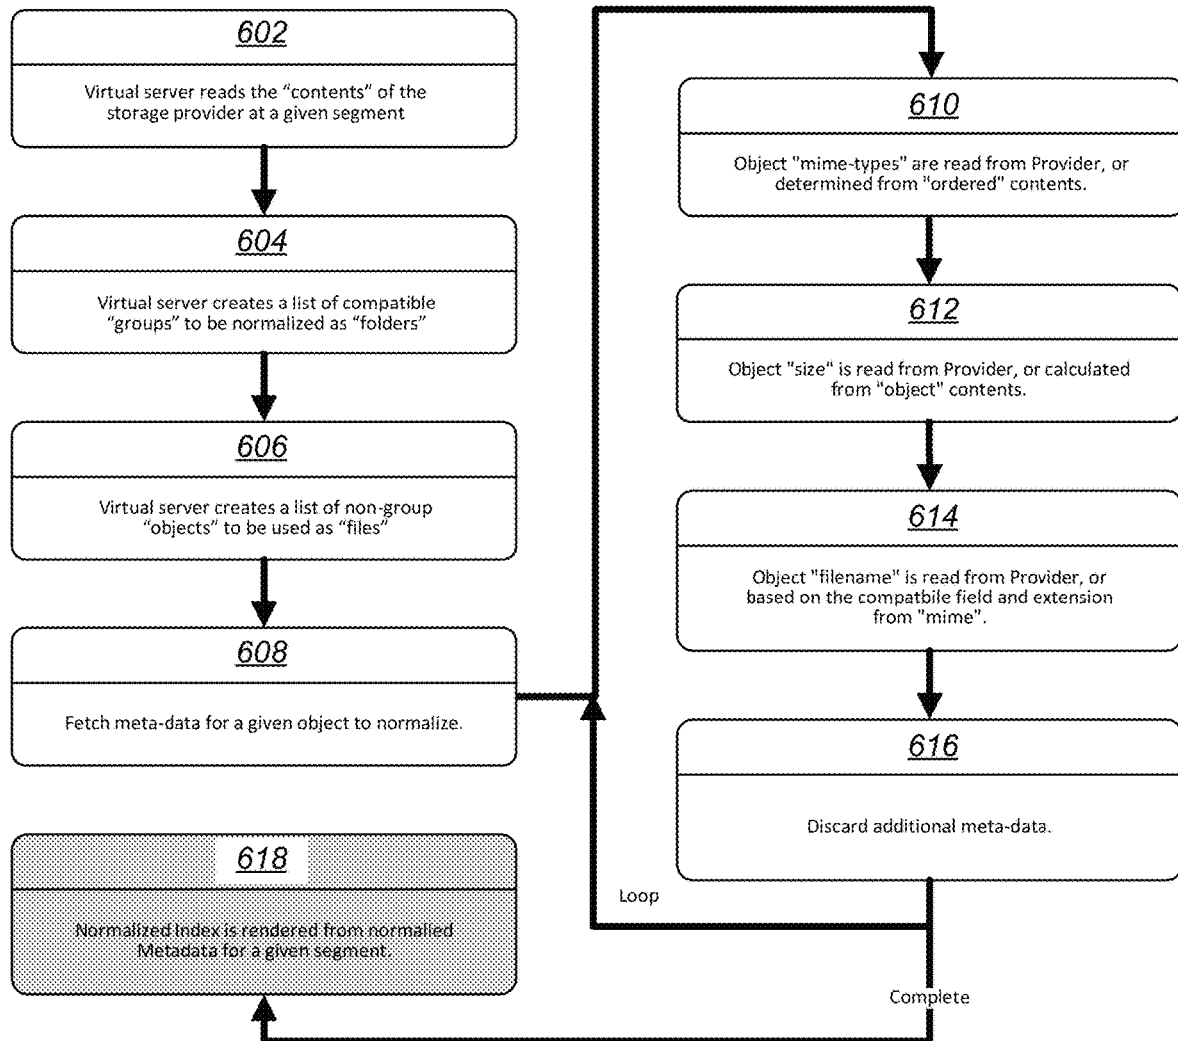 602
Virtual server reads the “contents” of the
storage provider at a given segment
604
Virtual server creates a list of compatible
“groups” to be normalized as “folders”
606
Virtual server creates a list of non-group
“objects” to be used as “files”
608
Fetch meta-data for a given object to normalize.
610
Object "mime-types" are read from Provider, or
determined from "ordered" contents.
612
Object "size" is read from Provider, or calculated
from "object" contents.
614
Object "filename" is read from Provider, or
based on the compatbile field and extension
from "mime".
616
Discard additional meta-data.
Loop
Complete
618
Normalized Index is rendered from normalied
Metadata for a given segment.